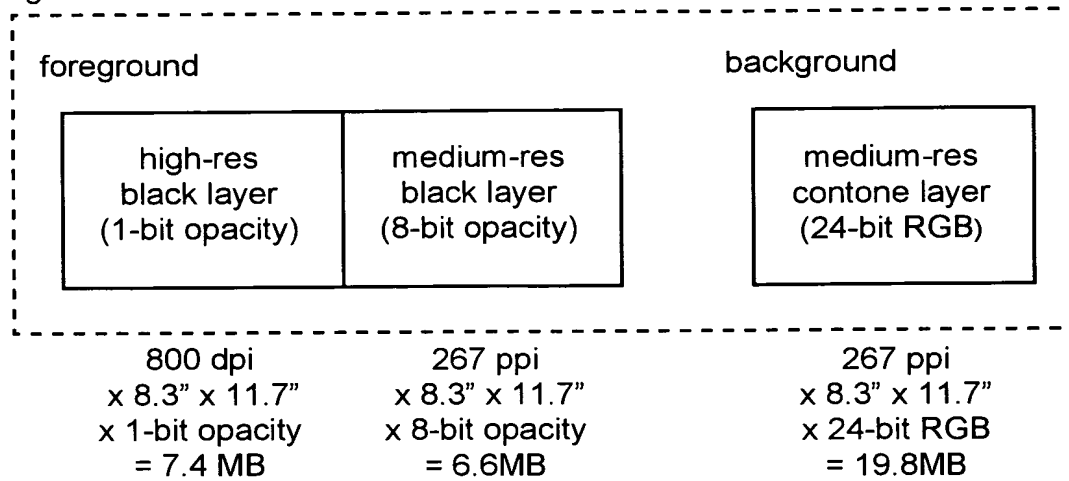 foreground
background
high-res
black layer
(1-bit opacity)
medium-res
black layer
(8-bit opacity)
medium-res
contone layer
(24-bit RGB)
800 dpi
x 8.3” x 11.7”
x 1-bit opacity
= 7.4 MB
267 ppi
x 8.3” x 11.7”
x 8-bit opacity
= 6.6MB
267 ppi
x 8.3” x 11.7”
x 24-bit RGB
= 19.8MB